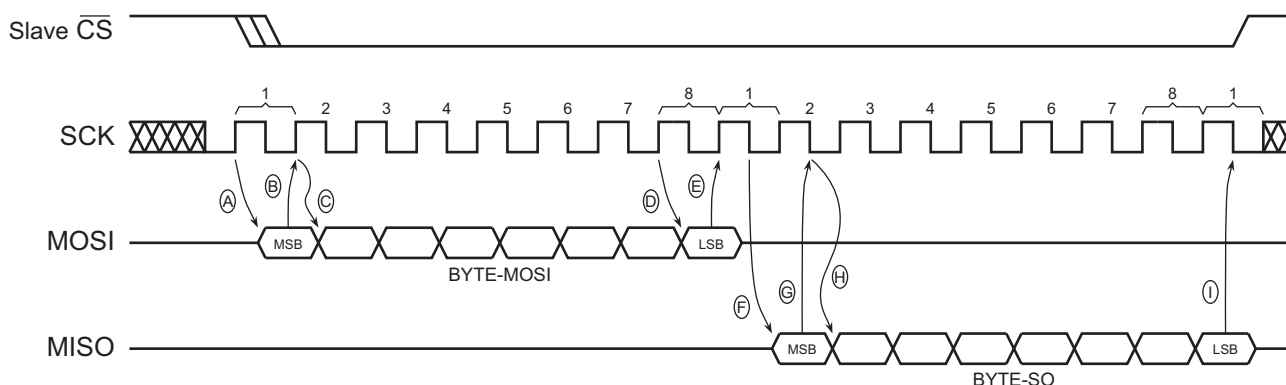 Slave CS
1 2 3 4 5 6 7 8 1 2 3 4 5 6 7 8 1
SCK
A B C D E
MOSI MSB LSB
BYTE-MOSI
F G H I
MISO MSB LSB
BYTE-SO